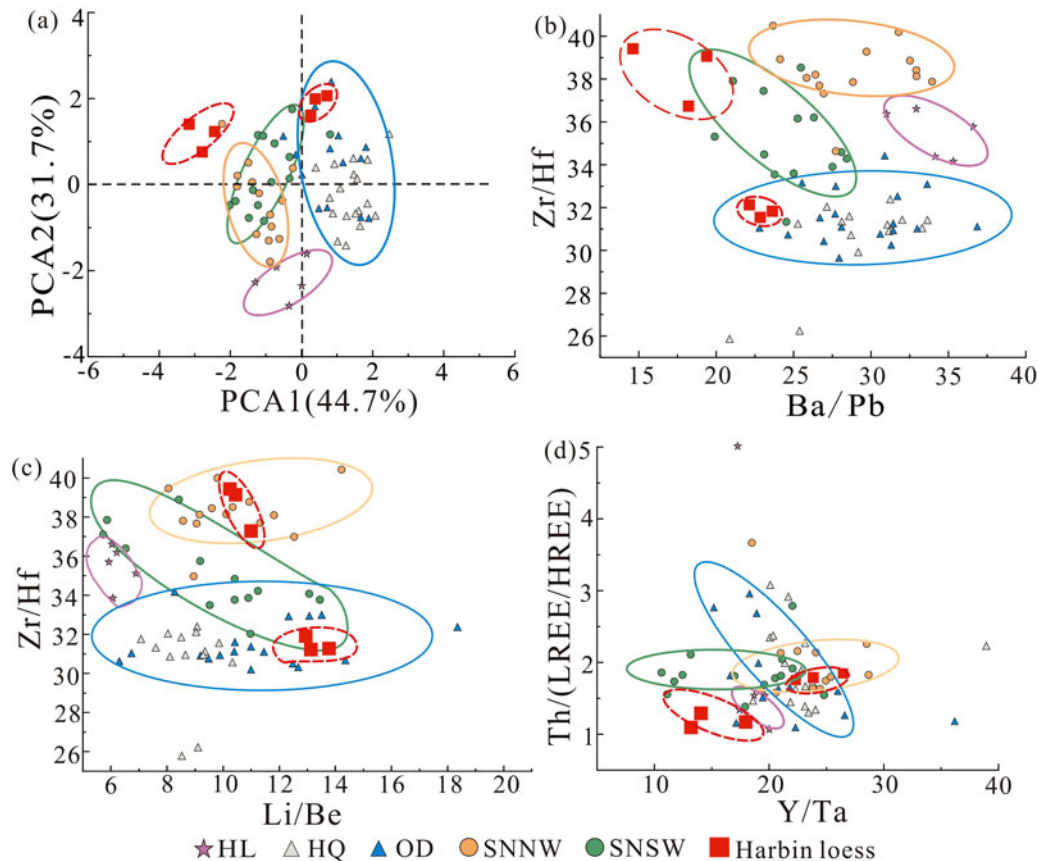 (a)
4
2
0
-2
-4
PCA2(31.7%)
-6 -4 -2 0 2 4 6
PCA1(44.7%)
(b)
40
38
36
34
32
30
28
26
Zr/Hf
15 20 25 30 35 40
Ba/Pb
(c)
40
38
36
34
32
30
28
26
Zr/Hf
6 8 10 12 14 16 18 20
Li/Be
(d)
5
4
3
2
1
Th/(LREE/HREE)
10 20 30 40
Y/Ta
HL HQ OD SNNW SNSW Harbin loess